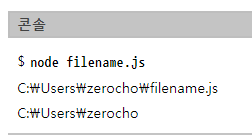 콘솔
$ node filename.js
C:₩Users₩zerocho₩filename.js
C:₩Users₩zerocho